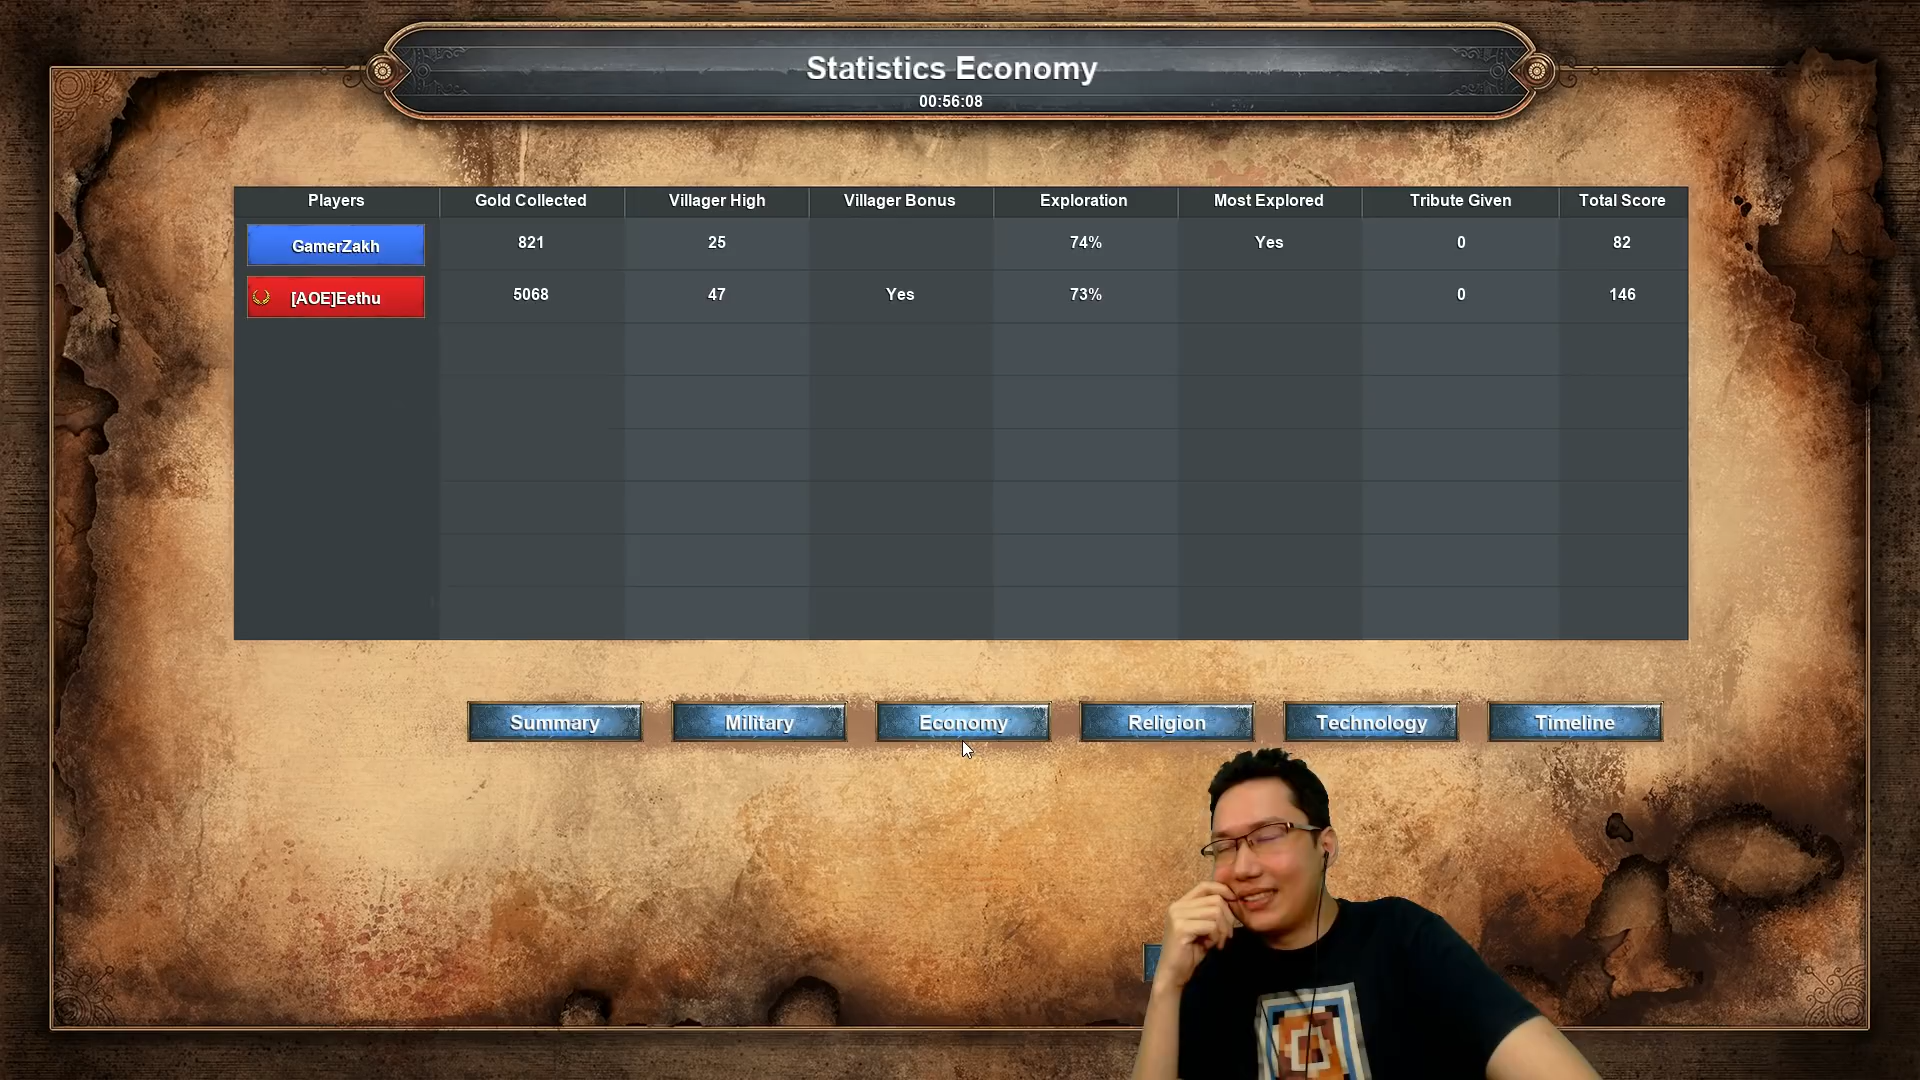 Statistics Economy
00:56:08
Players Gold Collected Villager High Villager Bonus Exploration Most Explored Tribute Given Total Score
GamerZakh 821 25 74% Yes 0 82
[AOE]Eethu 5068 47 Yes 73% 0 146
Summary Military Economy Religion Technology Timeline